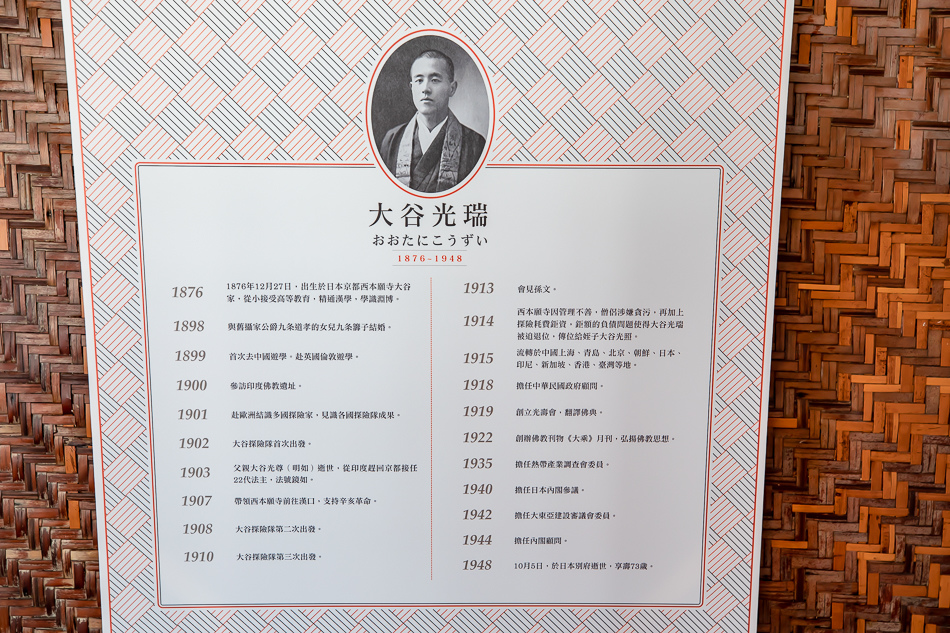 大谷光瑞
おおたにこうずい
1876-1948
1876 1876年12月27日，出生於日本京都西本願寺大谷
家，從小接受高等教育，精通漢學，學識淵博。
1898 與舊攝家公爵九条道孝的女兒九条籌子結婚。
1899 首次去中國遊學，赴英國倫敦遊學。
1900 參訪印度佛教遺址。
1901 赴歐洲結識多國探險家，見識各國探險隊成果。
1902 大谷探險隊首次出發。
1903 父親大谷光尊（明如）逝世，從印度趕回京都接任
22代法主，法號鏡如。
1907 帶領西本願寺前往漢口，支持辛亥革命。
1908 大谷探險隊第二次出發。
1910 大谷探險隊第三次出發。
1913 會見孫文。
1914 西本願寺因管理不善，僧侶涉嫌貪污，再加上
探險耗費距資，鉅額的負債問題使得大谷光瑞
被迫退位，傳位給姪子大谷光照。
1915 流轉於中國上海、青島、北京、朝鮮、日本、
印尼、新加坡、香港、臺灣等地。
1918 擔任中華民國政府顧問。
1919 創立光壽會，翻譯佛典。
1922 創辦佛教刊物《大乘》月刊，弘揚佛教思想。
1935 擔任熱帶產業調查會委員。
1940 擔任日本內閣參議。
1942 擔任大東亞建設審議會委員。
1944 擔任內閣顧問。
1948 10月5日，於日本別府逝世，享壽73歲。